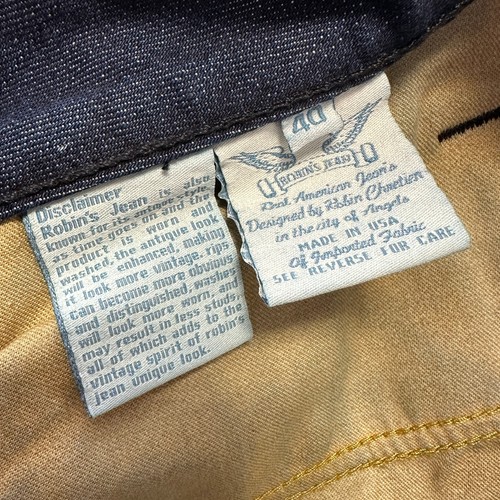 Disclaimer
Robin's Jean is also
known for its antique style
as time goes on and the
product is worn and
washed the antique look
will be enhanced, making
it look more vintage. rips
can become more obvious
and distinguished, washes
will look more worn, and
may result in less studs,
all of which adds to the
vintage spirit of robin's
jean unique look.
40
ROBIN'S JEAN
Real American Jean's
Designed by Robin Chretien
in the city of Angels
MADE IN USA
Of Imported Fabric
SEE REVERSE FOR CARE